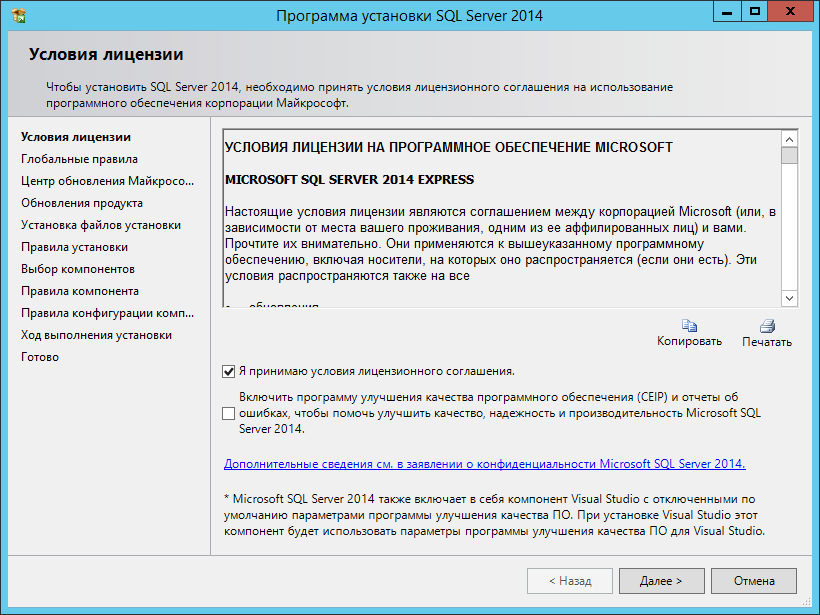 Программа установки SQL Server 2014
Условия лицензии
Чтобы установить SQL Server 2014, необходимо принять условия лицензионного соглашения на использование
программного обеспечения корпорации Майкрософт.
Условия лицензии
Глобальные правила
Центр обновления Майкросо...
Обновления продукта
Установка файлов установки
Правила установки
Выбор компонентов
Правила компонента
Правила конфигурации комп...
Ход выполнения установки
Готово
УСЛОВИЯ ЛИЦЕНЗИИ НА ПРОГРАММНОЕ ОБЕСПЕЧЕНИЕ MICROSOFT
MICROSOFT SQL SERVER 2014 EXPRESS
Настоящие условия лицензии являются соглашением между корпорацией Microsoft (или, в
зависимости от места вашего проживания, одним из ее аффилированных лиц) и вами.
Прочтите их внимательно. Они применяются к вышеуказанному программному
обеспечению, включая носители, на которых оно распространяется (если они есть). Эти
условия распространяются также на все
• обновления
Копировать
Печатать
Я принимаю условия лицензионного соглашения.
Включить программу улучшения качества программного обеспечения (CEIP) и отчеты об
ошибках, чтобы помочь улучшить качество, надежность и производительность Microsoft SQL
Server 2014.
Дополнительные сведения см. в заявлении о конфиденциальности Microsoft SQL Server 2014.
* Microsoft SQL Server 2014 также включает в себя компонент Visual Studio с отключенными по
умолчанию параметрами программы улучшения качества ПО. При установке Visual Studio этот
компонент будет использовать параметры программы улучшения качества ПО для Visual Studio.
< Назад
Далее >
Отмена